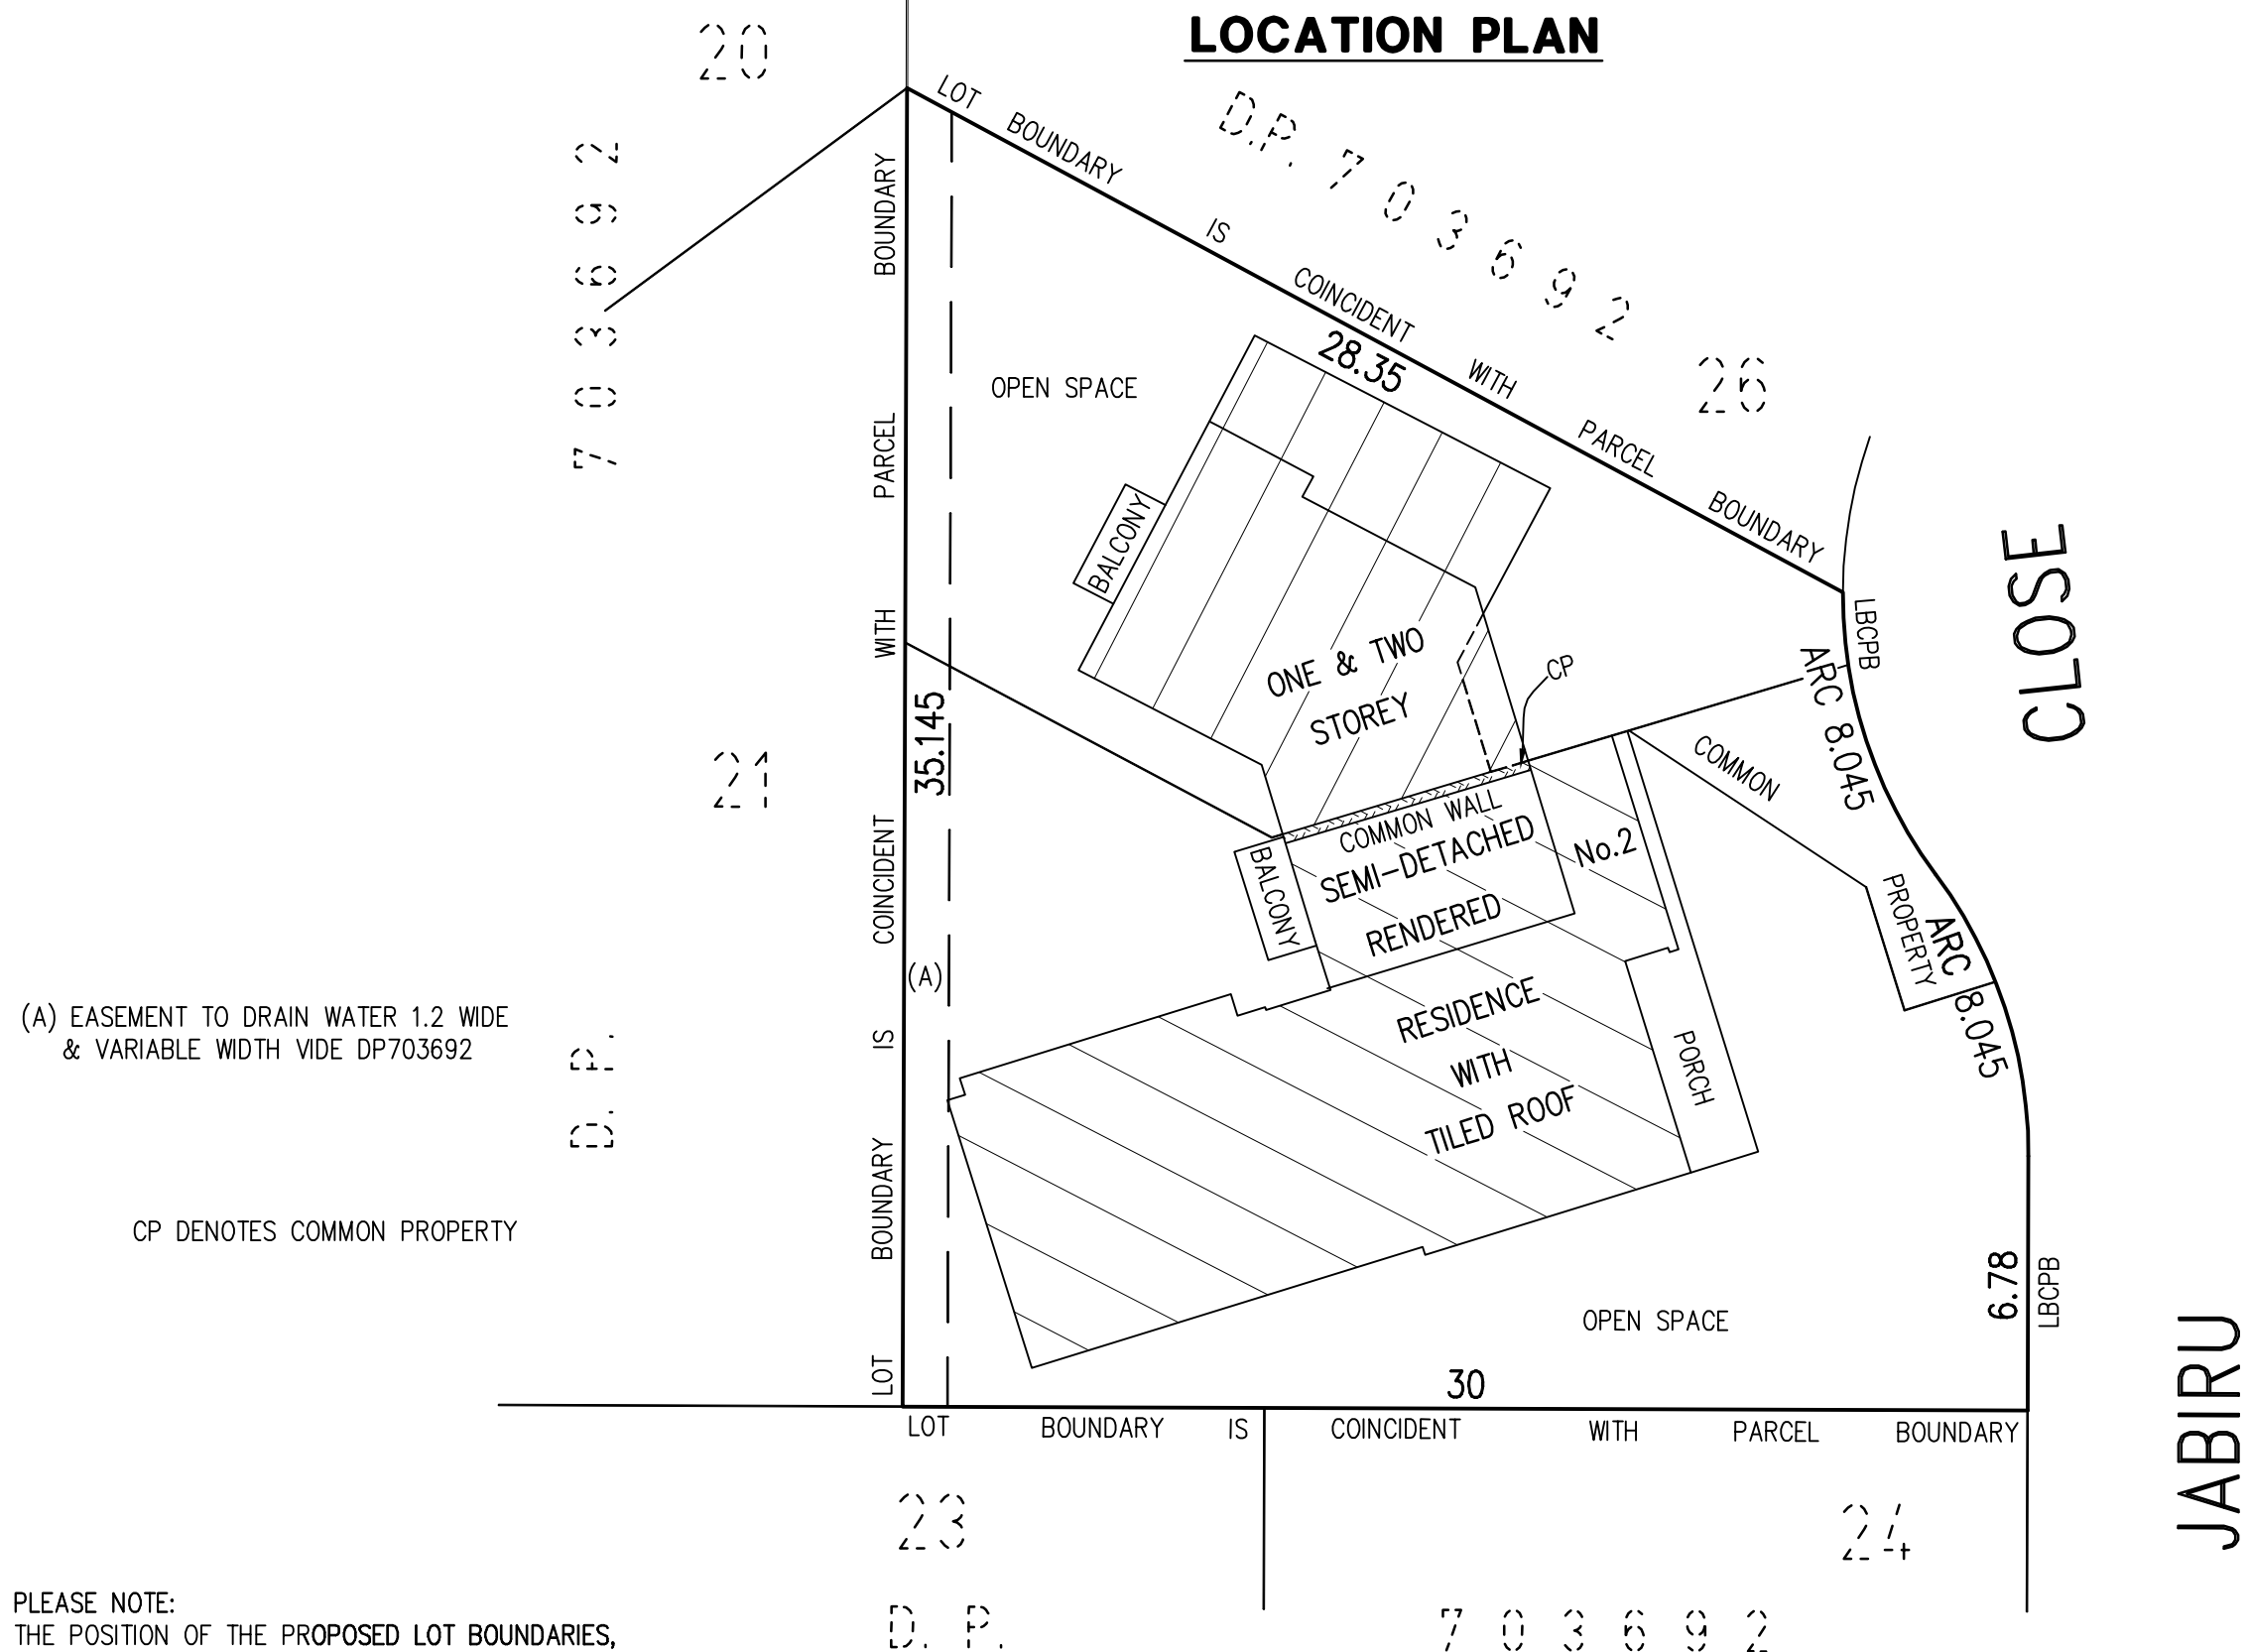 LOCATION PLAN
20
D.P. 703692
LOT BOUNDARY IS COINCIDENT WITH PARCEL BOUNDARY
28.35
26
D. P. 703692
LOT BOUNDARY IS COINCIDENT WITH PARCEL BOUNDARY
35.145
OPEN SPACE
BALCONY
ONE & TWO
STOREY
CP
LBCPB
ARC 8.045
CLOSE
21
COMMON WALL
SEMI-DETACHED
No.2
RENDERED
BALCONY
COMMON
PROPERTY
ARC 8.045
(A)
RESIDENCE
WITH
TILED ROOF
PORCH
(A) EASEMENT TO DRAIN WATER 1.2 WIDE
& VARIABLE WIDTH VIDE DP703692
CP DENOTES COMMON PROPERTY
6.78
LBCPB
OPEN SPACE
JABIRU
30
LOT BOUNDARY IS COINCIDENT WITH PARCEL BOUNDARY
23
24
D. P. 703692
PLEASE NOTE:
THE POSITION OF THE PROPOSED LOT BOUNDARIES,